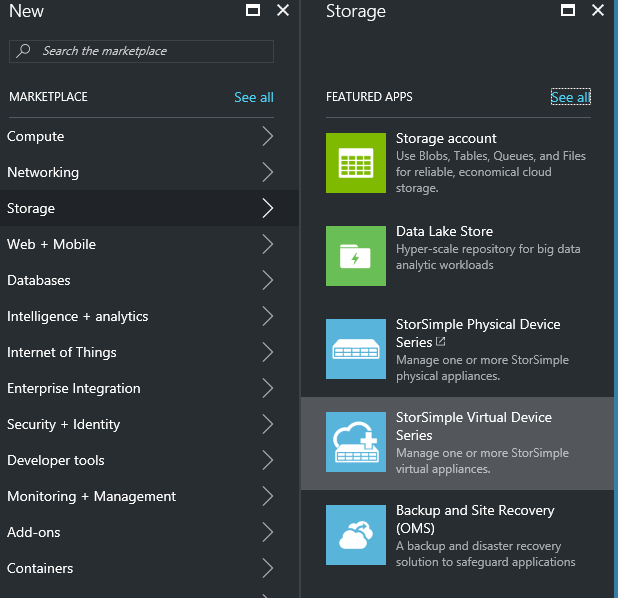 New
Search the marketplace
MARKETPLACE See all
Compute
Networking
Storage
Web + Mobile
Databases
Intelligence + analytics
Internet of Things
Enterprise Integration
Security + Identity
Developer tools
Monitoring + Management
Add-ons
Containers
Storage
FEATURED APPS See all
Storage account
Use Blobs, Tables, Queues, and Files
for reliable, economical cloud
storage.
Data Lake Store
Hyper-scale repository for big data
analytic workloads
StorSimple Physical Device
Series
Manage one or more StorSimple
physical appliances.
StorSimple Virtual Device
Series
Manage one or more StorSimple
virtual appliances.
Backup and Site Recovery
(OMS)
A backup and disaster recovery
solution to safeguard applications